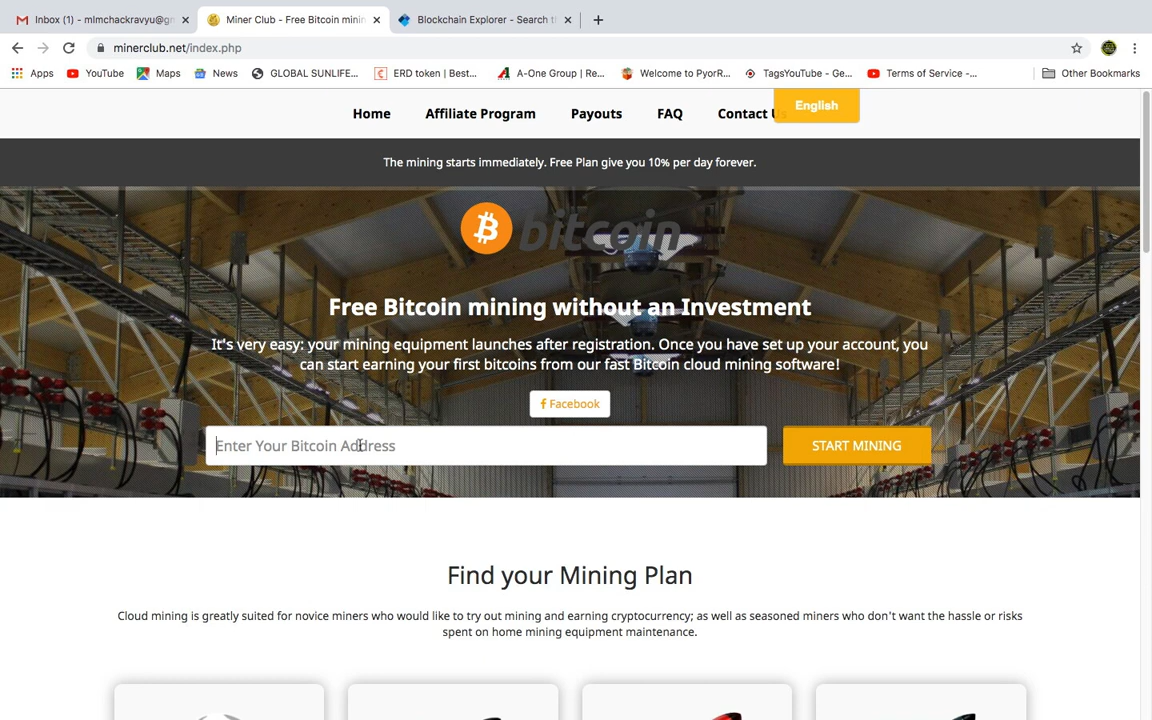 Inbox (1) - mlmchackravyu@gm
Miner Club - Free Bitcoin minin
Blockchain Explorer - Search t
minerclub.net/index.php
Apps
YouTube
Maps
News
GLOBAL SUNLIFE...
ERD token | Best...
A-One Group | Re...
Welcome to PyorR...
TagsYouTube - Ge...
Terms of Service -...
Other Bookmarks
Home
Affiliate Program
Payouts
FAQ
Contact U
English
The mining starts immediately. Free Plan give you 10% per day forever.
bitcoin
Free Bitcoin mining without an Investment
It's very easy: your mining equipment launches after registration. Once you have set up your account, you
can start earning your first bitcoins from our fast Bitcoin cloud mining software!
Facebook
Enter Your Bitcoin Address
START MINING
Find your Mining Plan
Cloud mining is greatly suited for novice miners who would like to try out mining and earning cryptocurrency; as well as seasoned miners who don't want the hassle or risks
spent on home mining equipment maintenance.